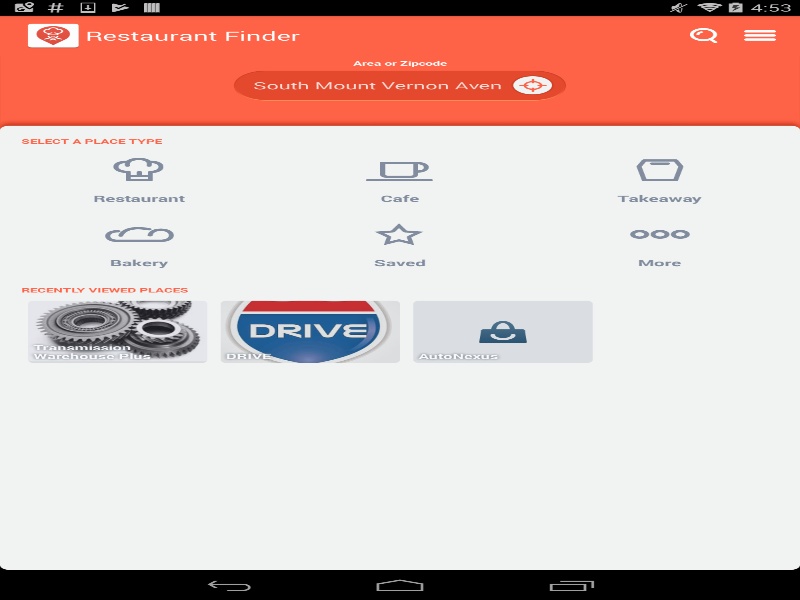 4:53
Restaurant Finder
Area or Zipcode
South Mount Vernon Aven
SELECT A PLACE TYPE
Restaurant
Cafe
Takeaway
Bakery
Saved
More
RECENTLY VIEWED PLACES
Transmission
Warehouse Plus
DRIVE
DRIVE
AutoNexus